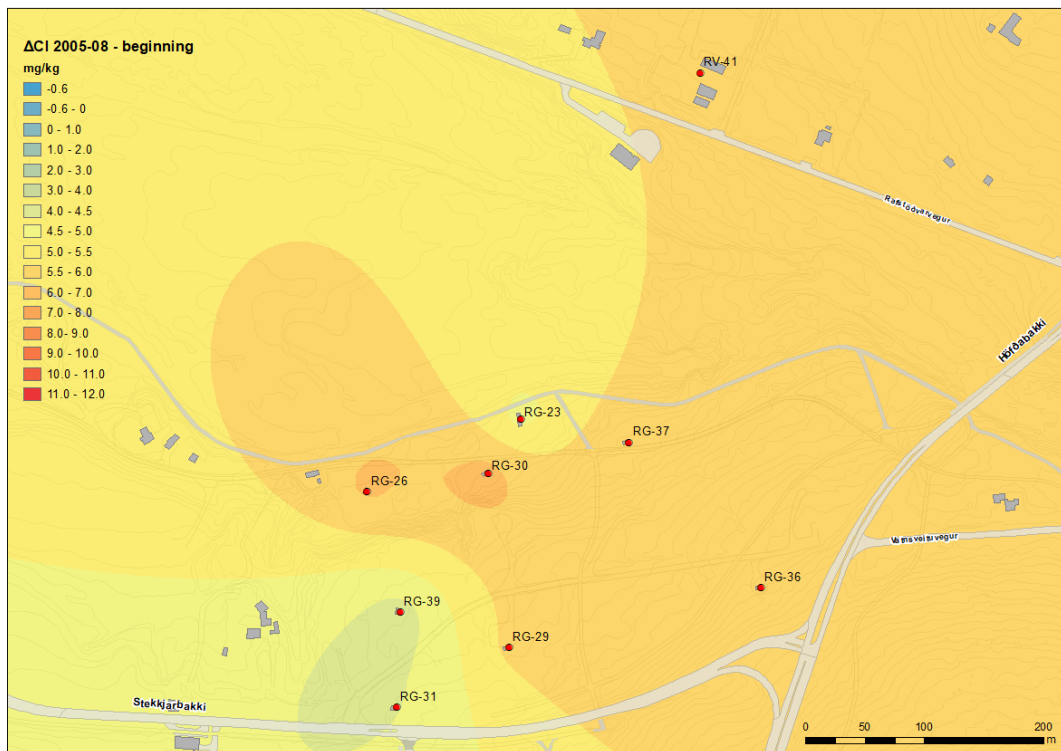 ΔCl 2005-08 - beginning
mg/kg
-0.6
-0.6 - 0
0 - 1.0
1.0 - 2.0
2.0 - 3.0
3.0 - 4.0
4.0 - 4.5
4.5 - 5.0
5.0 - 5.5
5.5 - 6.0
6.0 - 7.0
7.0 - 8.0
8.0- 9.0
9.0 - 10.0
10.0 - 11.0
11.0 - 12.0
RV-41
Rafstöðvarvegur
Höfðabakki
RG-23
RG-37
RG-30
RG-26
Vatnsveituvegur
RG-36
RG-39
RG-29
RG-31
Stekkjarbakki
0 50 100 200
m